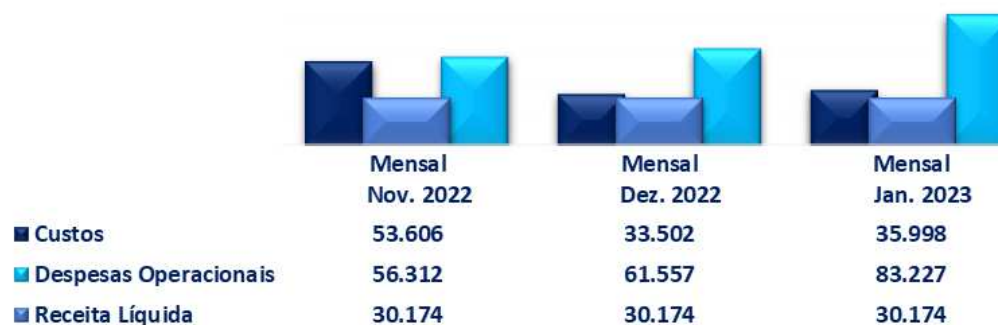 Mensal Mensal Mensal
Nov. 2022 Dez. 2022 Jan. 2023
Custos 53.606 33.502 35.998
Despesas Operacionais 56.312 61.557 83.227
Receita Líquida 30.174 30.174 30.174